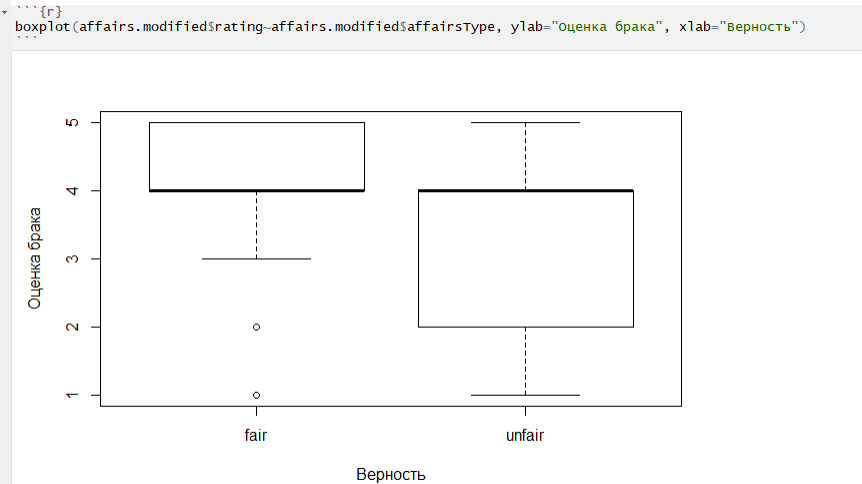 ```{r}
boxplot(affairs.modified$rating~affairs.modified$affairsType, ylab="Оценка брака", xlab="Верность")
```
5
4
3
2
1
Оценка брака
fair unfair
Верность